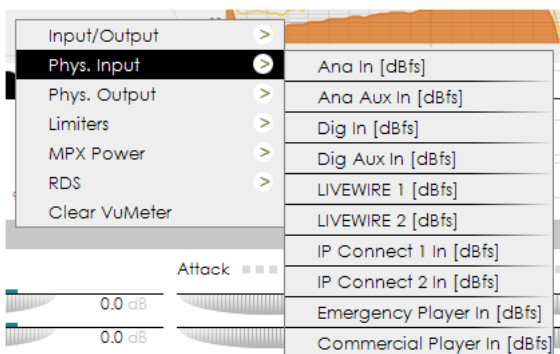 Input/Output
Phys. Input
Phys. Output
Limiters
MPX Power
RDS
Clear VuMeter
Ana In [dBfs]
Ana Aux In [dBfs]
Dig In [dBfs]
Dig Aux In [dBfs]
LIVEWIRE 1 [dBfs]
LIVEWIRE 2 [dBfs]
IP Connect 1 In [dBfs]
IP Connect 2 In [dBfs]
Emergency Player In [dBfs]
Commercial Player In [dBfs]
Attack
0.0 dB
0.0 dB